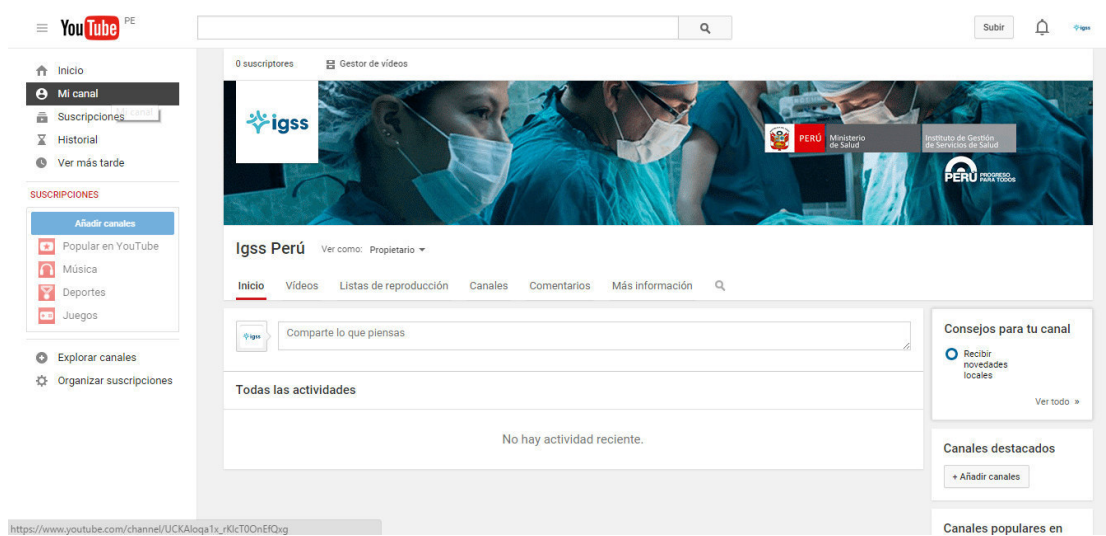 YouTube PE
Subir
igss
Inicio
Mi canal
Suscripciones
Mi canal
Historial
Ver más tarde
SUSCRIPCIONES
Añadir canales
Popular en YouTube
Música
Deportes
Juegos
Explorar canales
Organizar suscripciones
0 suscriptores
Gestor de vídeos
igss
PERÚ
Ministerio
de Salud
Instituto de Gestión
de Servicios de Salud
PERÚ PROGRESO
PARA TODOS
Igss Perú
Ver como: Propietario
Inicio Vídeos Listas de reproducción Canales Comentarios Más información
igss
Comparte lo que piensas
Todas las actividades
No hay actividad reciente.
Consejos para tu canal
Recibir
novedades
locales
Ver todo »
Canales destacados
+ Añadir canales
Canales populares en
https://www.youtube.com/channel/UCKAloqa1x_rKlcT0OnEfQxg